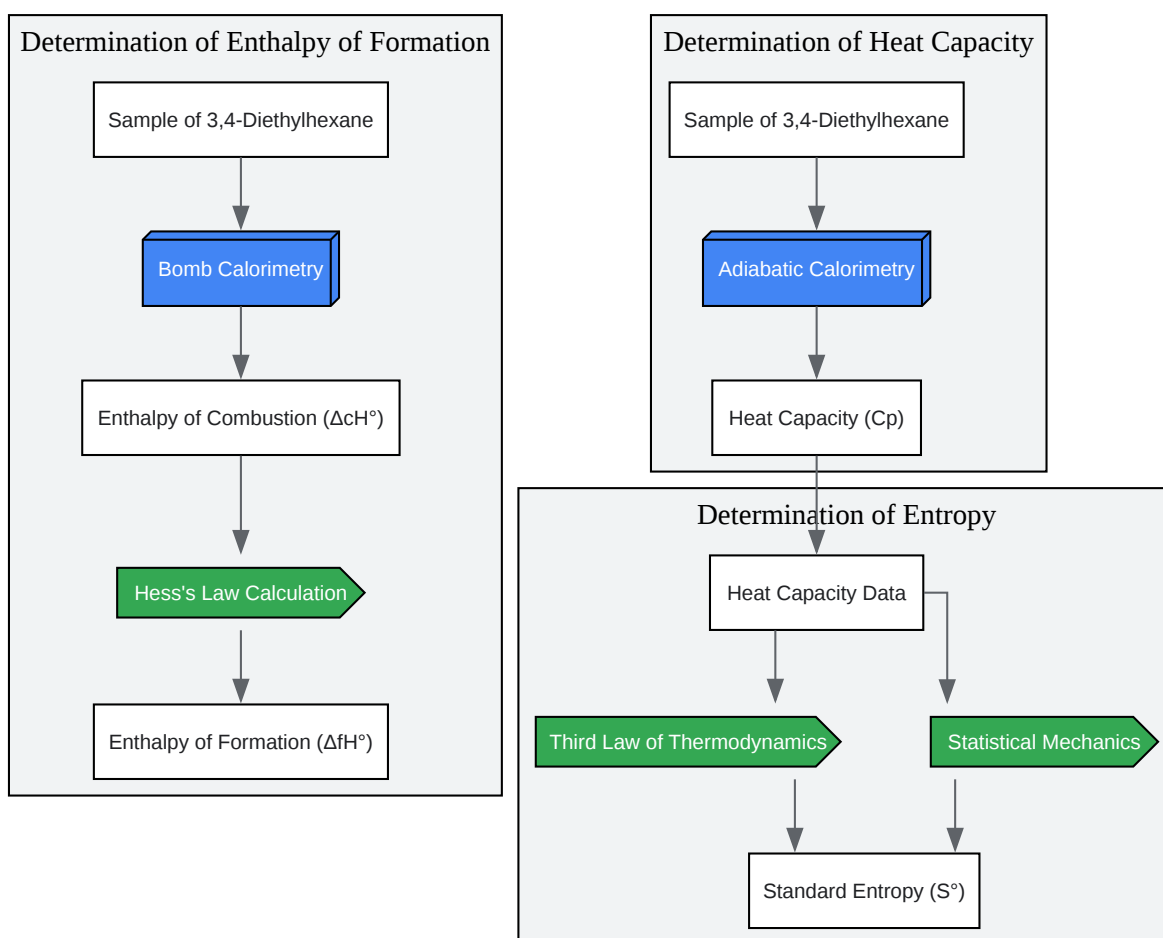 Determination of Enthalpy of Formation
Sample of 3,4-Diethylhexane
Bomb Calorimetry
Enthalpy of Combustion (ΔcH°)
Hess's Law Calculation
Enthalpy of Formation (ΔfH°)
Determination of Heat Capacity
Sample of 3,4-Diethylhexane
Adiabatic Calorimetry
Heat Capacity (Cp)
Determination of Entropy
Heat Capacity Data
Third Law of Thermodynamics
Statistical Mechanics
Standard Entropy (S°)